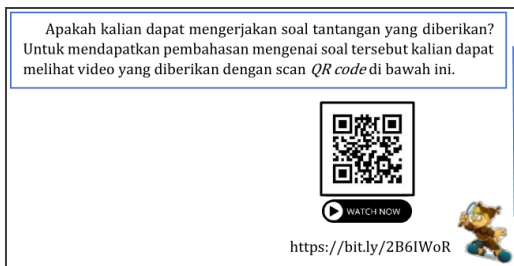 Apakah kalian dapat mengerjakan soal tantangan yang diberikan?
Untuk mendapatkan pembahasan mengenai soal tersebut kalian dapat
melihat video yang diberikan dengan scan QR code di bawah ini.
WATCH NOW
https://bit.ly/2B6IWoR